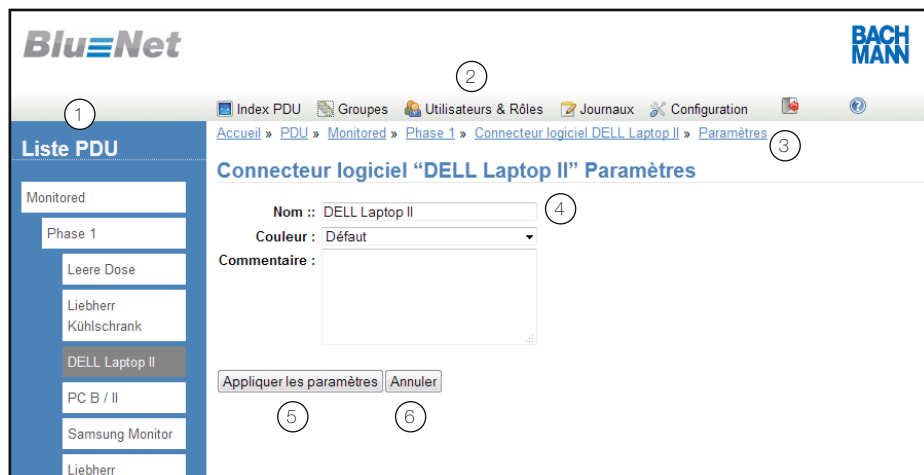 BlueNet
BACH
MANN
2
1
Index PDU Groupes Utilisateurs & Rôles Journaux Configuration
Accueil » PDU » Monitored » Phase 1 » Connecteur logiciel DELL Laptop II » Paramètres
3
Liste PDU
Connecteur logiciel “DELL Laptop II” Paramètres
Monitored
Phase 1
Leere Dose
Liebherr
Kühlschrank
DELL Laptop II
PC B / II
Samsung Monitor
Liebherr
Nom :: DELL Laptop II
4
Couleur : Défaut
Commentaire :
Appliquer les paramètres Annuler
5
6